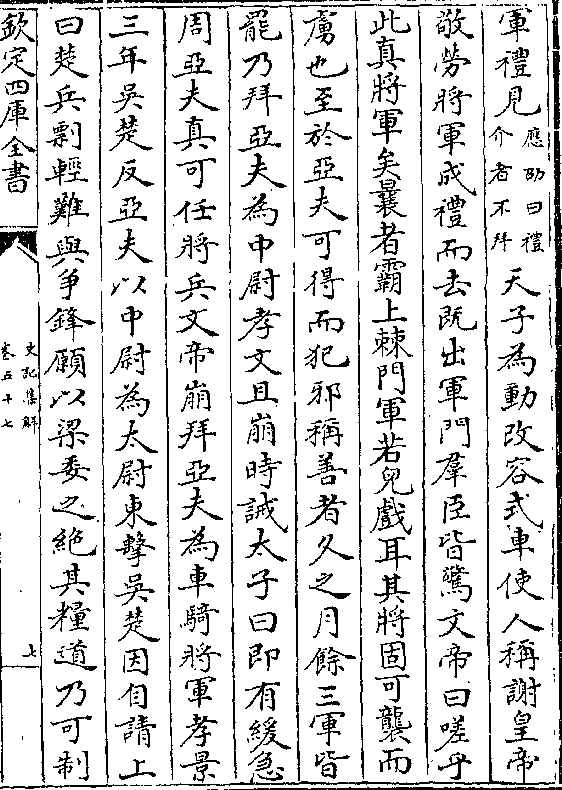 軍禮見應劭曰禮介者不拜天子為動改容式車使人稱謝皇帝
敬勞將軍成禮而去既出軍門羣臣皆驚文帝曰嗟乎
此真將軍矣曩者霸上棘門軍若兒戲耳其將固可襲而
虜也至於亞夫可得而犯邪稱善者久之月餘三軍皆
罷乃拜亞夫為中尉孝文且崩時誡太子曰即有緩急
周亞夫真可任將兵文帝崩拜亞夫為車騎將軍孝景
三年吳楚反亞夫以中尉為太尉東擊吳楚因自請上
曰楚兵剽輕難與爭鋒願以梁委之絕其糧道乃可制
欽定四庫全書
史記集解
卷五十七
七